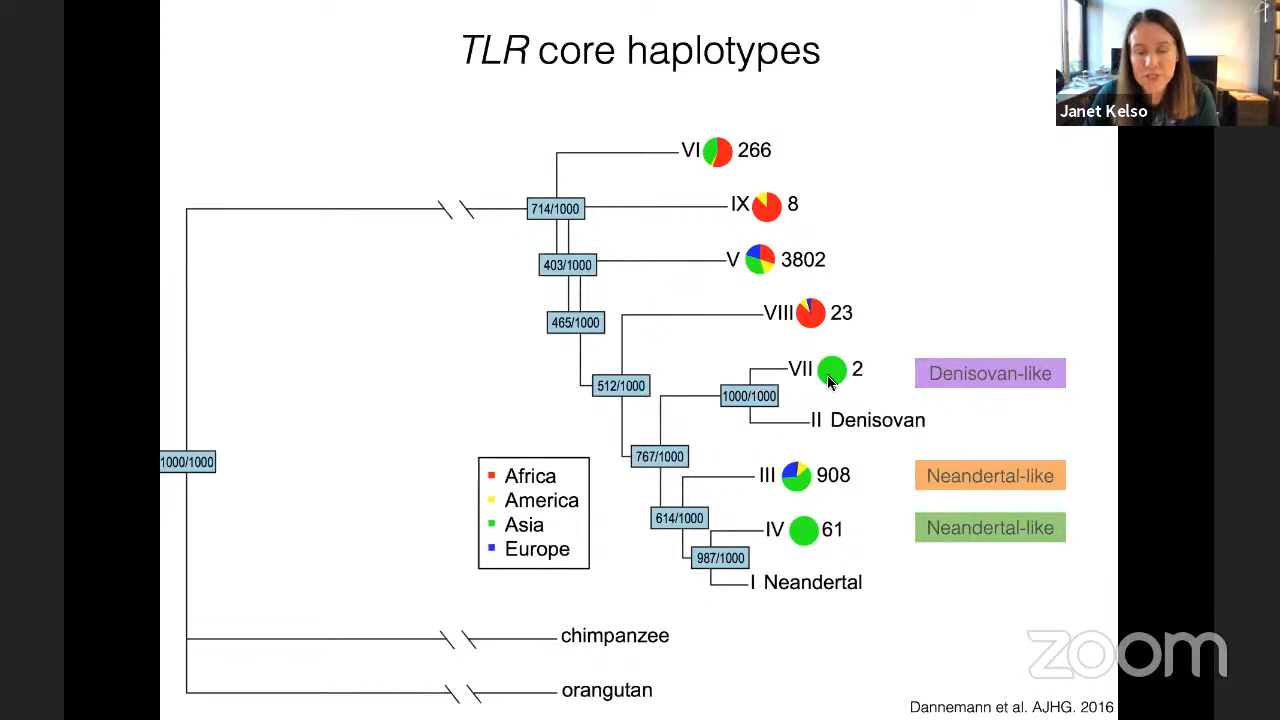 TLR core haplotypes
Janet Kelso
VI 266
714/1000
IX 8
403/1000
V 3802
465/1000
VIII 23
512/1000
VII 2
Denisovan-like
1000/1000
II Denisovan
767/1000
1000/1000
III 908
Neandertal-like
614/1000
IV 61
Neandertal-like
987/1000
I Neandertal
Africa
America
Asia
Europe
chimpanzee
orangutan
zoom
Dannemann et al. AJHG. 2016